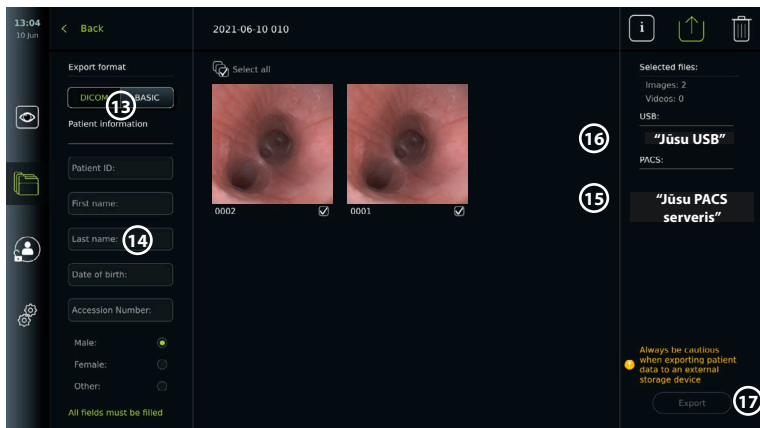 13:04
10 Jun
Back
2021-06-10 010
i
Export format
DICOM
BASIC
13
Patient information
Patient ID:
First name:
Last name:
14
Date of birth:
Accession Number:
Male:
Female:
Other:
All fields must be filled
Select all
0002
0001
Selected files:
Images: 2
Videos: 0
USB:
16
“Jūsu USB”
PACS:
15
“Jūsu PACS
serveris”
Always be cautious
when exporting patient
data to an external
storage device
Export
17